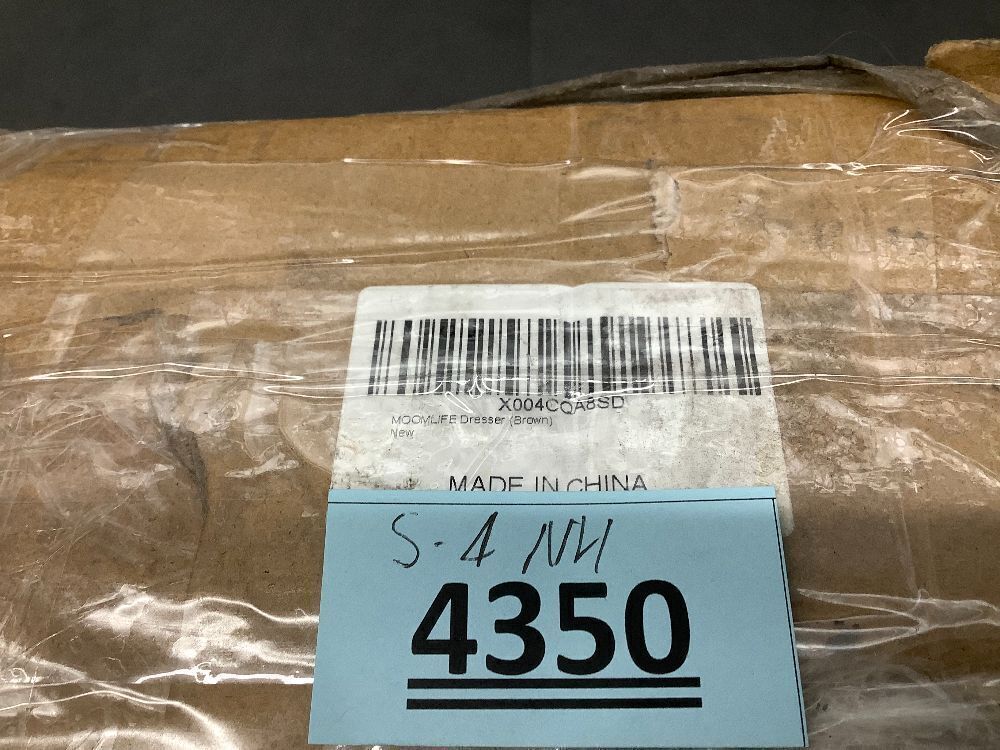 X004CQA8SD
MOOMLIFE Dresser (Brown)
New
MADE IN CHINA
S-4 NH
4350